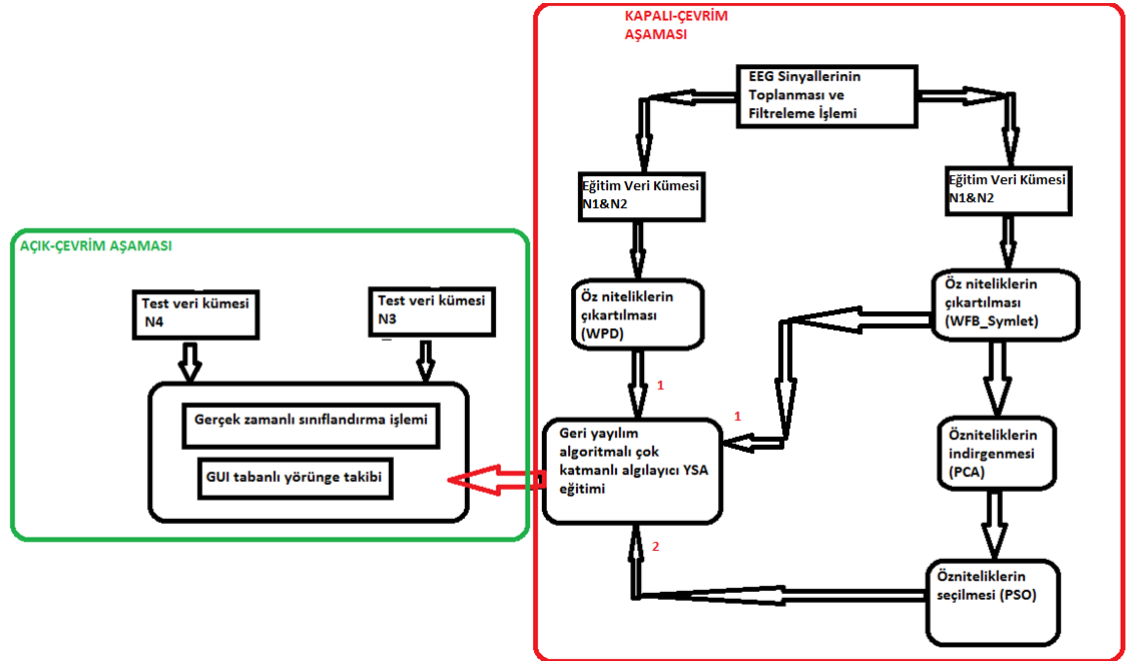 KAPALI-ÇEVRİM
AŞAMASI
EEG Sinyallerinin
Toplanması ve
Filtreleme İşlemi
Eğitim Veri Kümesi
N1&N2
Eğitim Veri Kümesi
N1&N2
Öz niteliklerin
çıkartılması
(WPD)
Öz niteliklerin
çıkartılması
(WFB_Symlet)
1
1
Geri yayılım
algoritmalı çok
katmanlı algılayıcı YSA
eğitimi
Özniteliklerin
indirgenmesi
(PCA)
2
Özniteliklerin
seçilmesi (PSO)
AÇIK-ÇEVRİM AŞAMASI
Test veri kümesi
N4
Test veri kümesi
N3
Gerçek zamanlı sınıflandırma işlemi
GUI tabanlı yörünge takibi